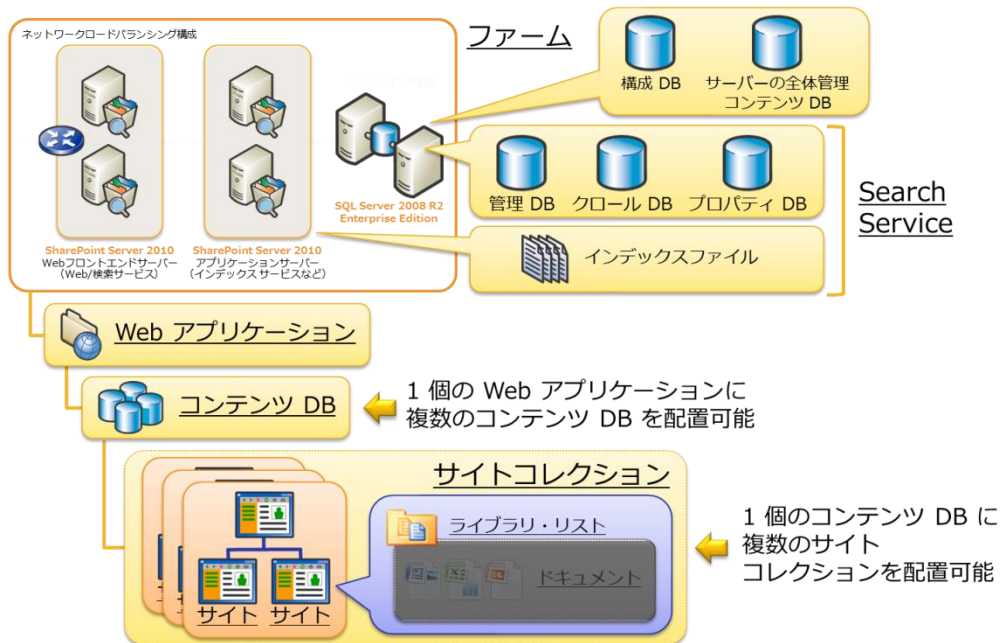 ネットワークロードバランシング構成
ファーム
構成 DB
サーバーの全体管理
コンテンツ DB
管理 DB
クロール DB
プロパティ DB
Search
Service
SQL Server 2008 R2
Enterprise Edition
SharePoint Server 2010
Webフロントエンドサーバー
（Web/検索サービス）
SharePoint Server 2010
アプリケーションサーバー
（インデックス サービスなど）
インデックスファイル
Web アプリケーション
コンテンツ DB
1 個の Web アプリケーションに
複数のコンテンツ DB を配置可能
サイトコレクション
ライブラリ・リスト
ドキュメント
サイト
サイト
1 個のコンテンツ DB に
複数のサイト
コレクションを配置可能